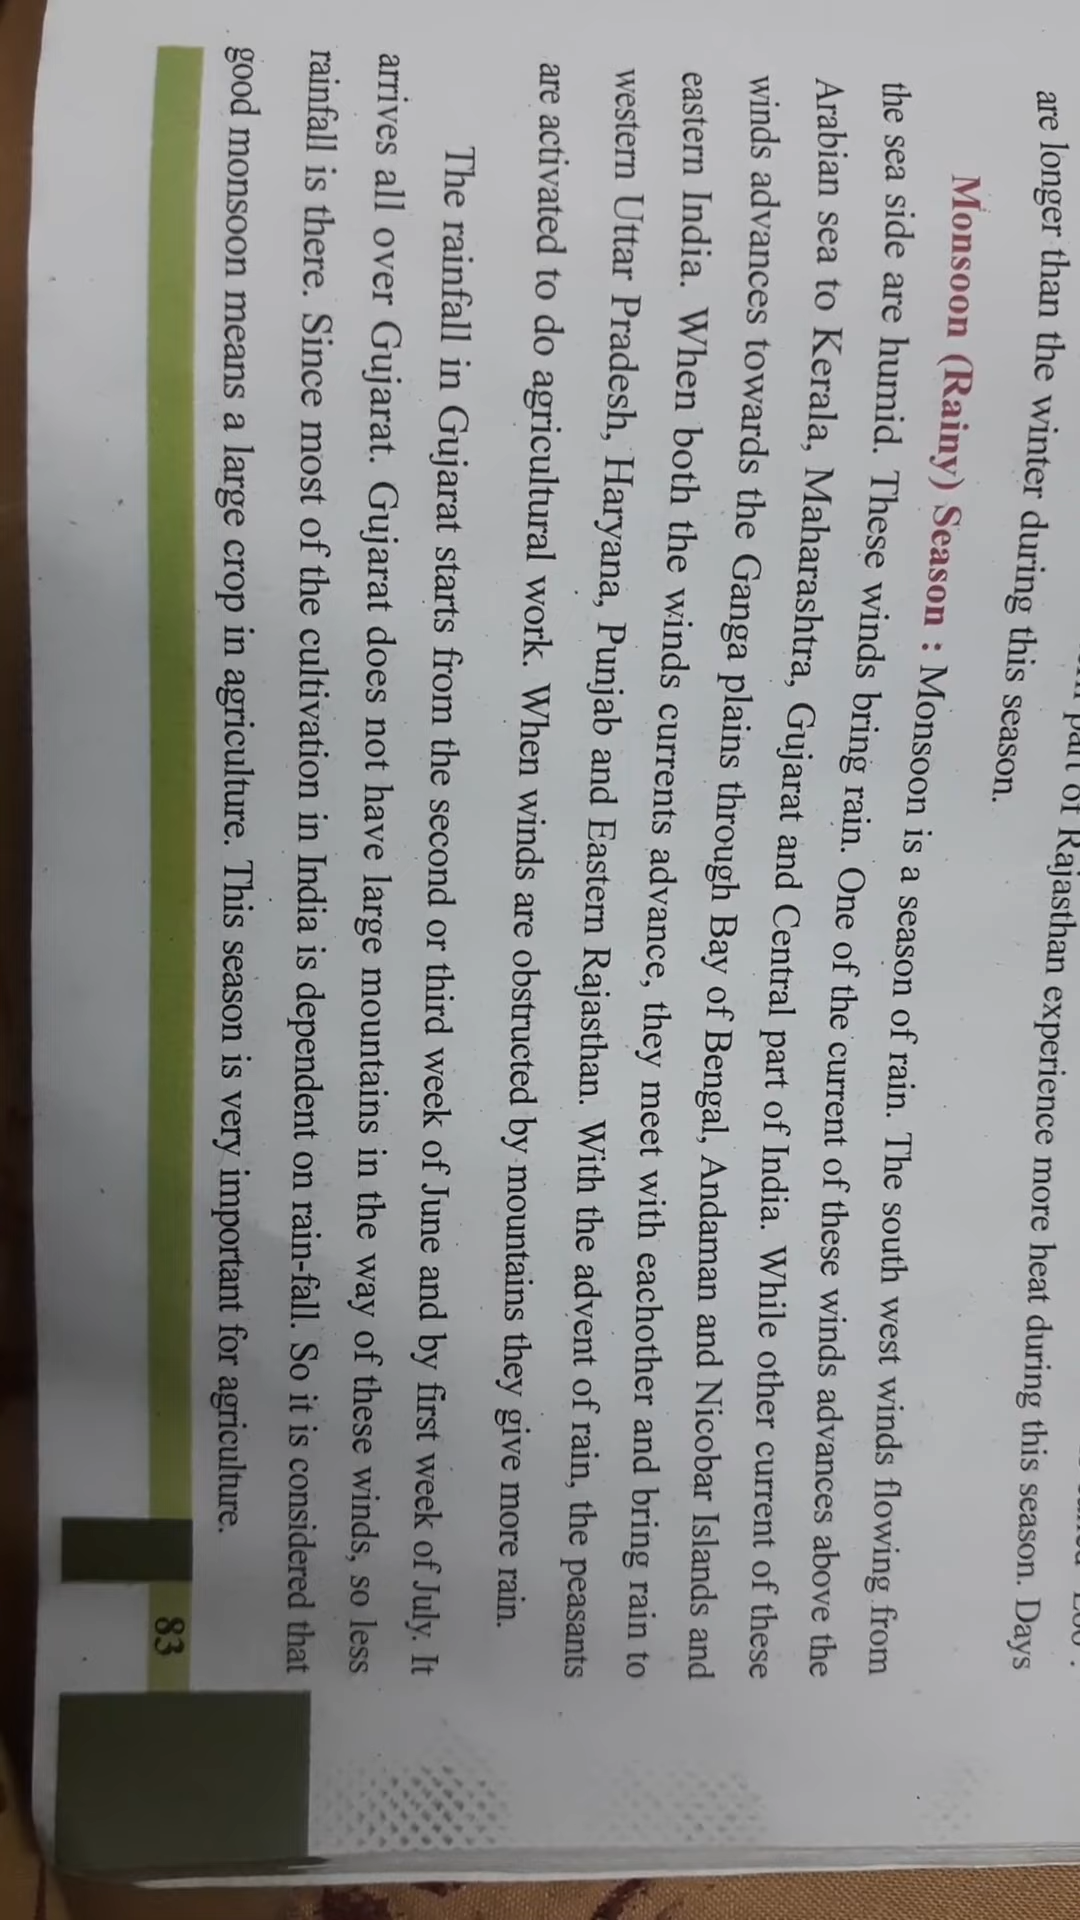 part of Rajasthan experience more heat during this season. Days
are longer than the winter during this season.
Monsoon (Rainy) Season : Monsoon is a season of rain. The south west winds flowing from
the sea side are humid. These winds bring rain. One of the current of these winds advances above the
Arabian sea to Kerala, Maharashtra, Gujarat and Central part of India. While other current of these
winds advances towards the Ganga plains through Bay of Bengal, Andaman and Nicobar Islands and
eastern India. When both the winds currents advance, they meet with eachother and bring rain to
western Uttar Pradesh, Haryana, Punjab and Eastern Rajasthan. With the advent of rain, the peasants
are activated to do agricultural work. When winds are obstructed by mountains they give more rain.
The rainfall in Gujarat starts from the second or third week of June and by first week of July. It
arrives all over Gujarat. Gujarat does not have large mountains in the way of these winds, so less
rainfall is there. Since most of the cultivation in India is dependent on rain-fall. So it is considered that
good monsoon means a large crop in agriculture. This season is very important for agriculture.
83